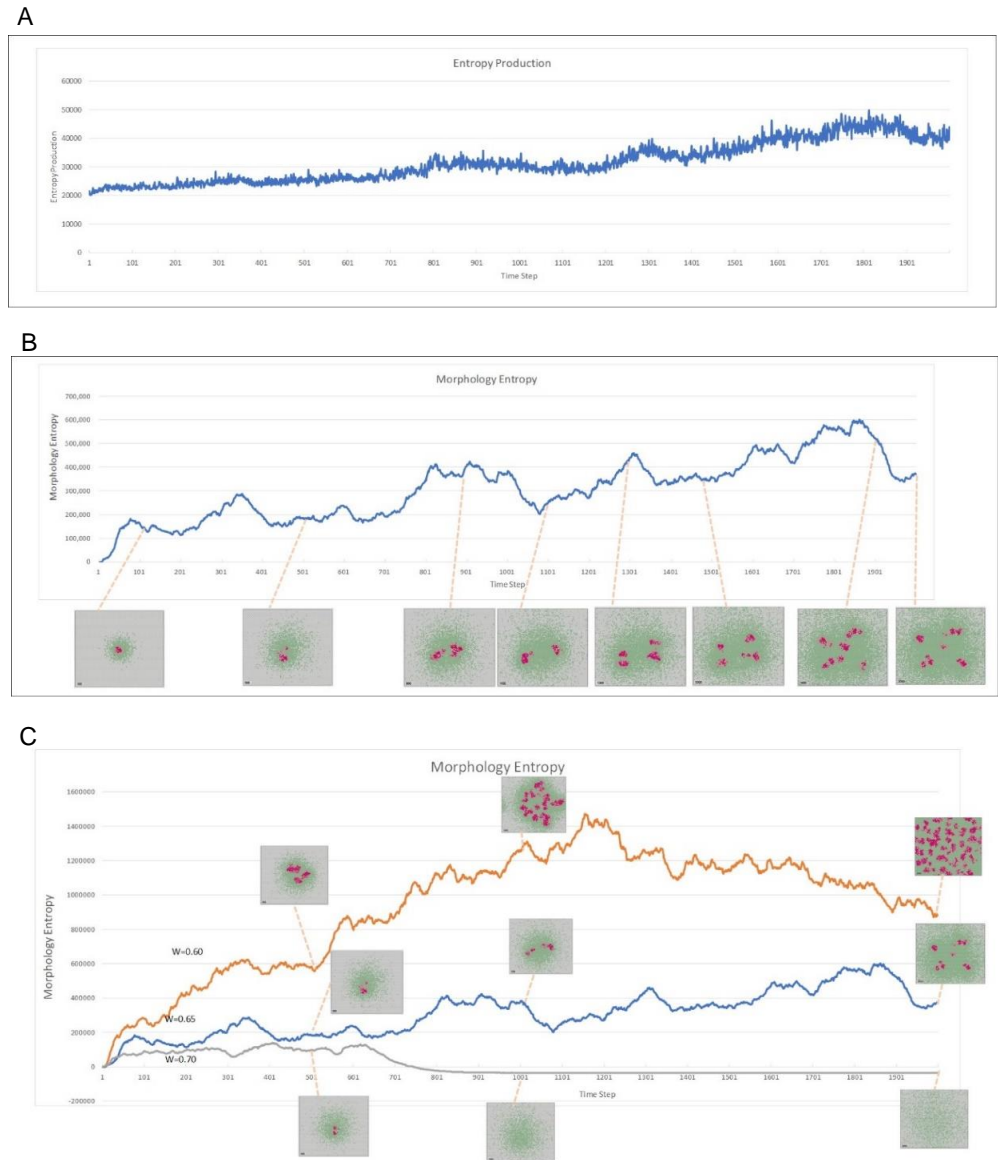 A
Entropy Production
60000
50000
40000
30000
20000
10000
0
Entropy Production
1 101 201 301 401 501 601 701 801 901 1001 1101 1201 1301 1401 1501 1601 1701 1801 1901
Time Step
B
Morphology Entropy
700,000
600,000
500,000
400,000
300,000
200,000
100,000
0
Morphology Entropy
1 101 201 301 401 501 601 701 801 901 1001 1101 1201 1301 1401 1501 1601 1701 1801 1901
Time Step
C
Morphology Entropy
1600000
1400000
1200000
1000000
800000
600000
400000
200000
0
-200000
Morphology Entropy
W=0.60
W=0.65
W=0.70
1 101 201 301 401 501 601 701 801 901 1001 1101 1201 1301 1401 1501 1601 1701 1801 1901
Time Step